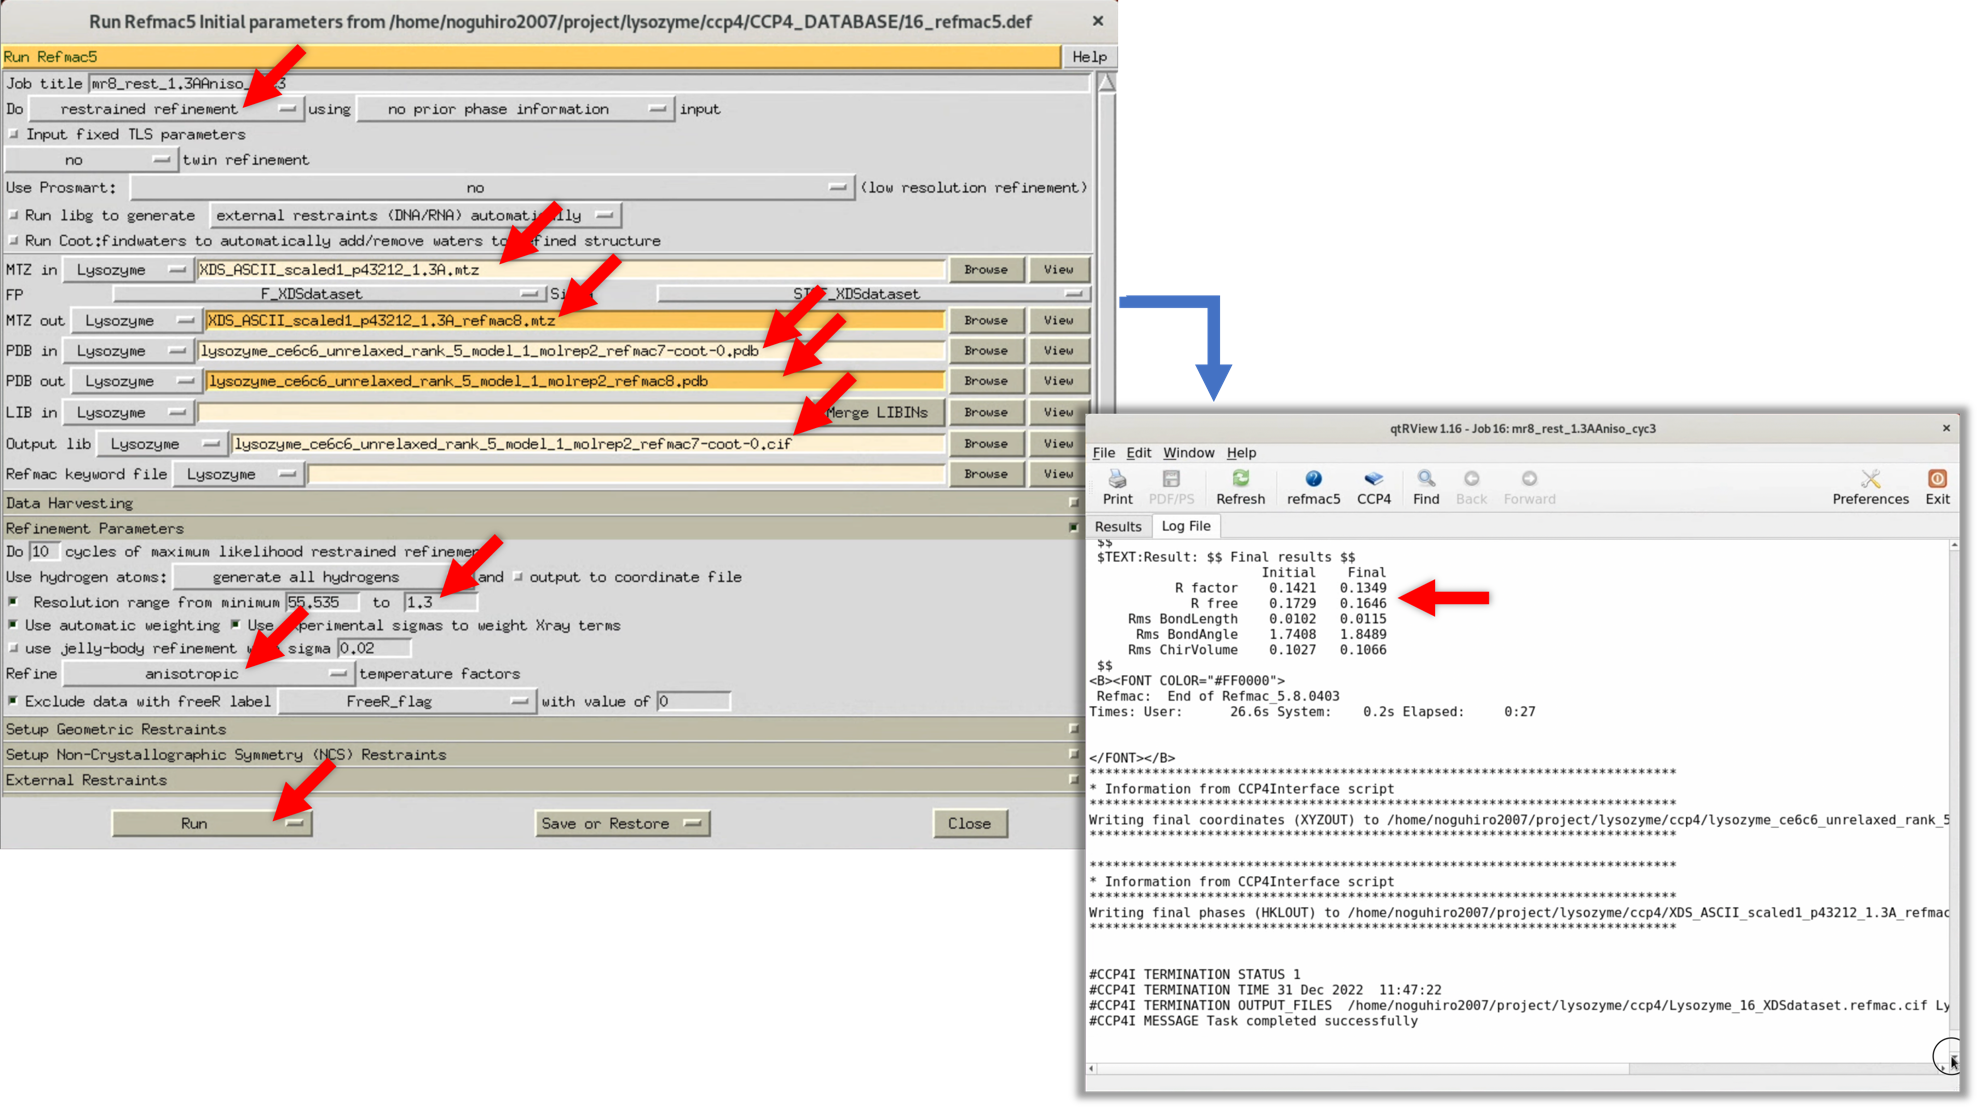 Run Refmac5 Initial parameters from /home/noguhiro2007/project/lysozyme/ccp4/CCP4_DATABASE/16_refmac5.def
Run Refmac5 Help
Job title mr8_rest_1.3AAniso_ 3
Do restrained refinement using no prior phase information input
Input fixed TLS parameters
no twin refinement
Use Prosmart: no (low resolution refinement)
Run libg to generate external restraints (DNA/RNA) automatically
Run Coot:findwaters to automatically add/remove waters to refined structure
MTZ in Lysozyme XDS_ASCII_scaled1_p43212_1.3A.mtz Browse View
FP F_XDSdataset SIGF_XDSdataset
MTZ out Lysozyme XDS_ASCII_scaled1_p43212_1.3A_refmac8.mtz Browse View
PDB in Lysozyme lysozyme_ce6c6_unrelaxed_rank_5_model_1_molrep2_refmac7-coot-0.pdb Browse View
PDB out Lysozyme lysozyme_ce6c6_unrelaxed_rank_5_model_1_molrep2_refmac8.pdb Browse View
LIB in Lysozyme Merge LIBINs Browse View
Output lib Lysozyme lysozyme_ce6c6_unrelaxed_rank_5_model_1_molrep2_refmac7-coot-0.cif Browse View
Refmac keyword file Lysozyme Browse View
Data Harvesting
Refinement Parameters
Do 10 cycles of maximum likelihood restrained refinement
Use hydrogen atoms: generate all hydrogens and output to coordinate file
Resolution range from minimum 55.535 to 1.3
Use automatic weighting Use experimental sigmas to weight Xray terms
use jelly-body refinement with sigma 0.02
Refine anisotropic temperature factors
Exclude data with freeR label FreeR_flag with value of 0
Setup Geometric Restraints
Setup Non-Crystallographic Symmetry (NCS) Restraints
External Restraints
Run Save or Restore Close
qtRView 1.16 - Job 16: mr8_rest_1.3AAniso_cyc3
File Edit Window Help
Print PDF/PS Refresh refmac5 CCP4 Find Back Forward Preferences Exit
Results Log File
$$
$TEXT:Result: $$ Final results $$
Initial Final
R factor 0.1421 0.1349
R free 0.1729 0.1646
Rms BondLength 0.0102 0.0115
Rms BondAngle 1.7408 1.8489
Rms ChirVolume 0.1027 0.1066
$$
<B><FONT COLOR="#FF0000">
Refmac: End of Refmac_5.8.0403
Times: User: 26.6s System: 0.2s Elapsed: 0:27
</FONT></B>
***************************************************************************
* Information from CCP4Interface script
***************************************************************************
Writing final coordinates (XYZOUT) to /home/noguhiro2007/project/lysozyme/ccp4/lysozyme_ce6c6_unrelaxed_rank_5
***************************************************************************
***************************************************************************
* Information from CCP4Interface script
***************************************************************************
Writing final phases (HKLOUT) to /home/noguhiro2007/project/lysozyme/ccp4/XDS_ASCII_scaled1_p43212_1.3A_refmac
***************************************************************************
#CCP4I TERMINATION STATUS 1
#CCP4I TERMINATION TIME 31 Dec 2022 11:47:22
#CCP4I TERMINATION OUTPUT_FILES /home/noguhiro2007/project/lysozyme/ccp4/Lysozyme_16_XDSdataset.refmac.cif Ly
#CCP4I MESSAGE Task completed successfully